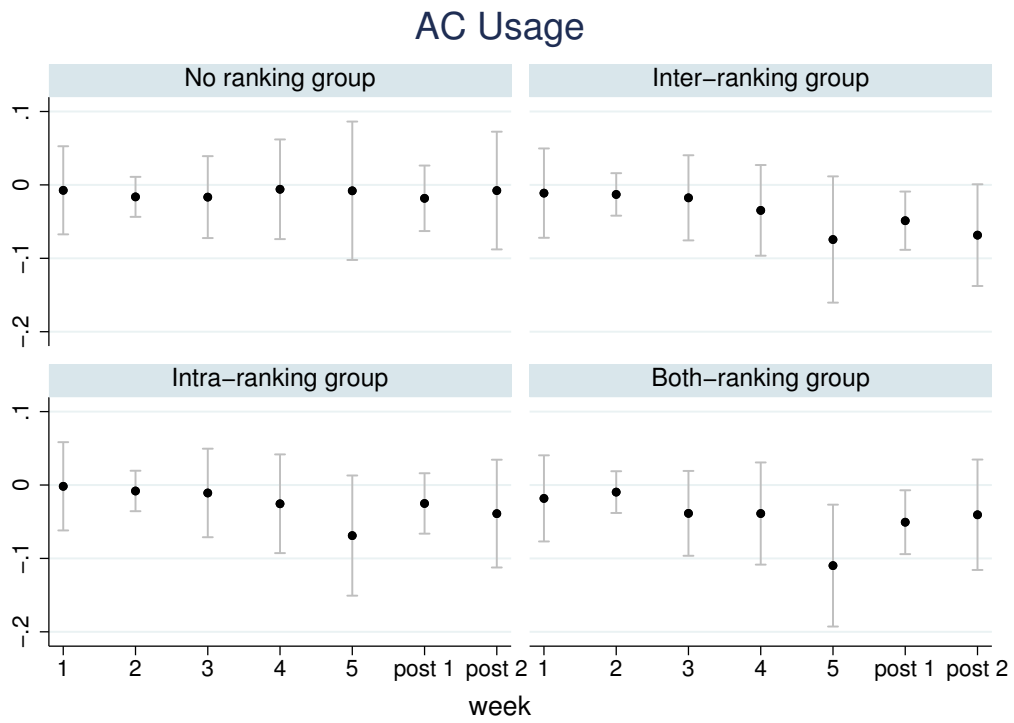 AC Usage
No ranking group
Inter−ranking group
.1
0
−.1
−.2
Intra−ranking group
Both−ranking group
.1
0
−.1
−.2
1 2 3 4 5 post 1 post 2 1 2 3 4 5 post 1 post 2
week